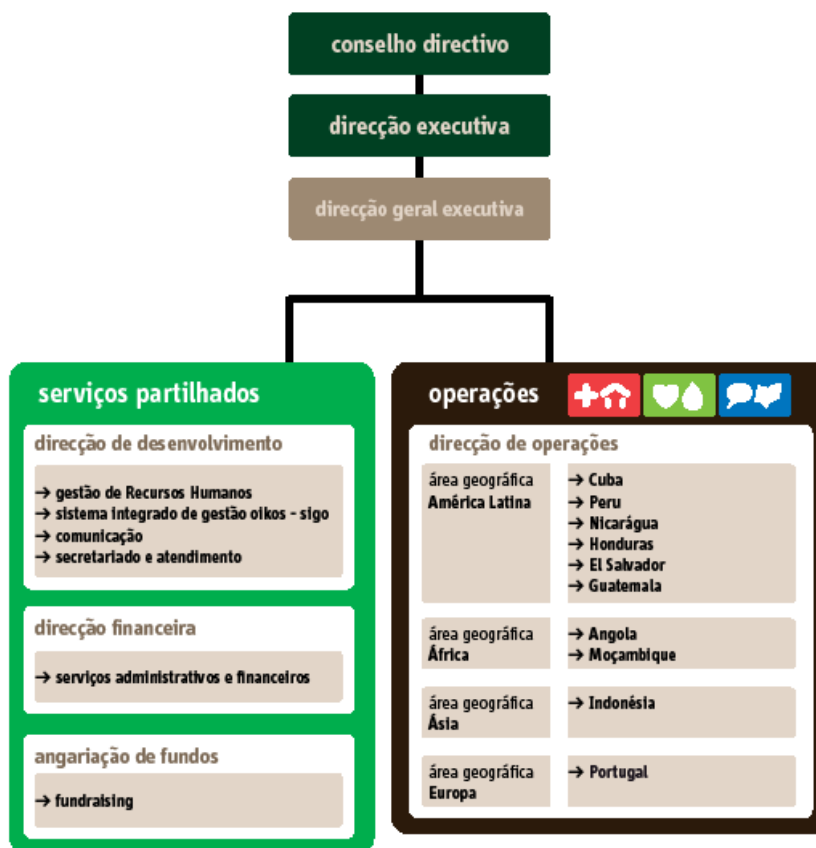 conselho directivo
direcção executiva
direcção geral executiva
serviços partilhados
direcção de desenvolvimento
→ gestão de Recursos Humanos
→ sistema integrado de gestão oikos - sigo
→ comunicação
→ secretariado e atendimento
direcção financeira
→ serviços administrativos e financeiros
angariação de fundos
→ fundraising
operações
direcção de operações
área geográfica
América Latina
→ Cuba
→ Peru
→ Nicarágua
→ Honduras
→ El Salvador
→ Guatemala
área geográfica
África
→ Angola
→ Moçambique
área geográfica
Ásia
→ Indonésia
área geográfica
Europa
→ Portugal